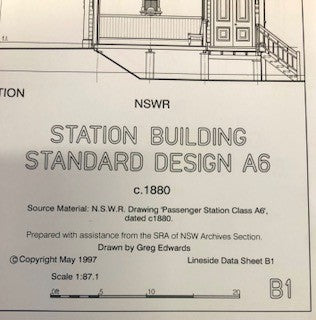 TION
NSWR
STATION BUILDING
STANDARD DESIGN A6
c.1880
Source Material: N.S.W.R. Drawing 'Passenger Station Class A6',
dated c1880.
Prepared with assistance from the SRA of NSW Archives Section.
Drawn by Greg Edwards
© Copyright May 1997 Lineside Data Sheet B1
Scale 1:87.1
0ft 5 10 15 20
B1